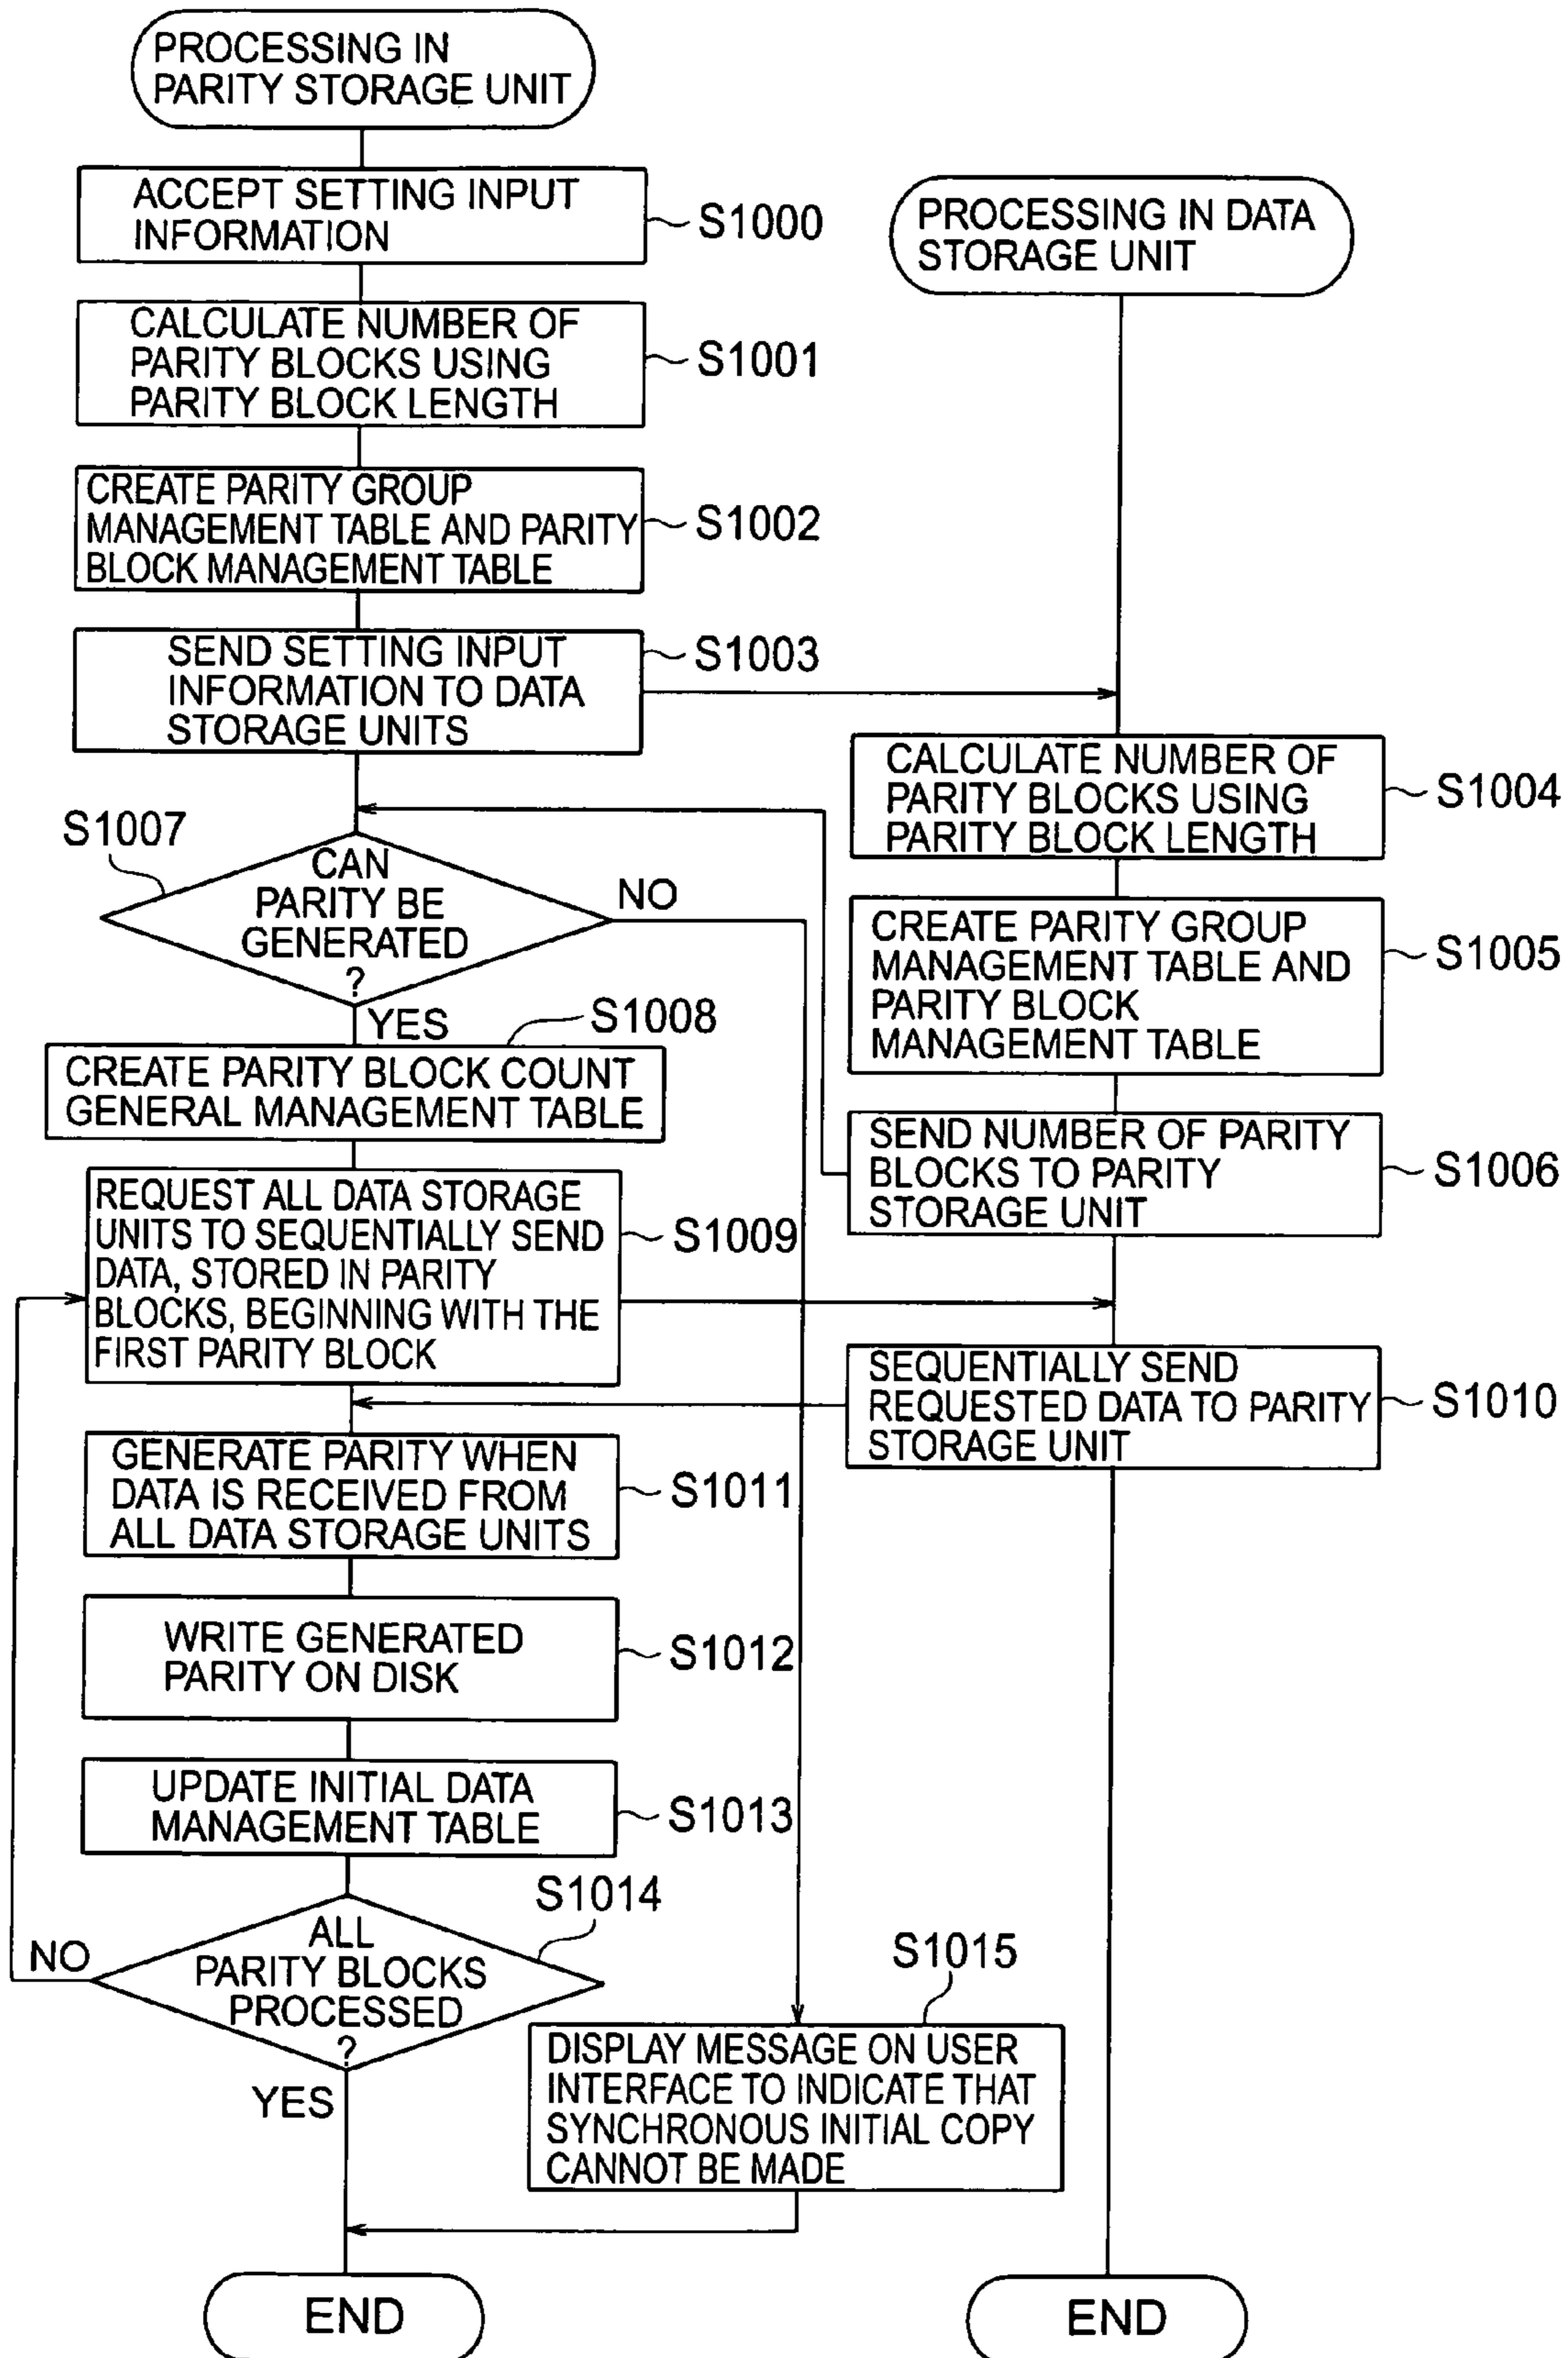 PROCESSING IN
PARITY STORAGE UNIT
ACCEPT SETTING INPUT
INFORMATION
S1000
PROCESSING IN DATA
STORAGE UNIT
CALCULATE NUMBER OF
PARITY BLOCKS USING
PARITY BLOCK LENGTH
S1001
CREATE PARITY GROUP
MANAGEMENT TABLE AND PARITY
BLOCK MANAGEMENT TABLE
S1002
SEND SETTING INPUT
INFORMATION TO DATA
STORAGE UNITS
S1003
CALCULATE NUMBER OF
PARITY BLOCKS USING
PARITY BLOCK LENGTH
S1004
S1007
CAN
PARITY BE
GENERATED
?
NO
YES
CREATE PARITY GROUP
MANAGEMENT TABLE AND
PARITY BLOCK
MANAGEMENT TABLE
S1005
S1008
CREATE PARITY BLOCK COUNT
GENERAL MANAGEMENT TABLE
SEND NUMBER OF PARITY
BLOCKS TO PARITY
STORAGE UNIT
S1006
REQUEST ALL DATA STORAGE
UNITS TO SEQUENTIALLY SEND
DATA, STORED IN PARITY
BLOCKS, BEGINNING WITH THE
FIRST PARITY BLOCK
S1009
SEQUENTIALLY SEND
REQUESTED DATA TO PARITY
STORAGE UNIT
S1010
GENERATE PARITY WHEN
DATA IS RECEIVED FROM
ALL DATA STORAGE UNITS
S1011
WRITE GENERATED
PARITY ON DISK
S1012
UPDATE INITIAL DATA
MANAGEMENT TABLE
S1013
S1014
ALL
PARITY BLOCKS
PROCESSED
?
NO
YES
S1015
DISPLAY MESSAGE ON USER
INTERFACE TO INDICATE THAT
SYNCHRONOUS INITIAL COPY
CANNOT BE MADE
END
END